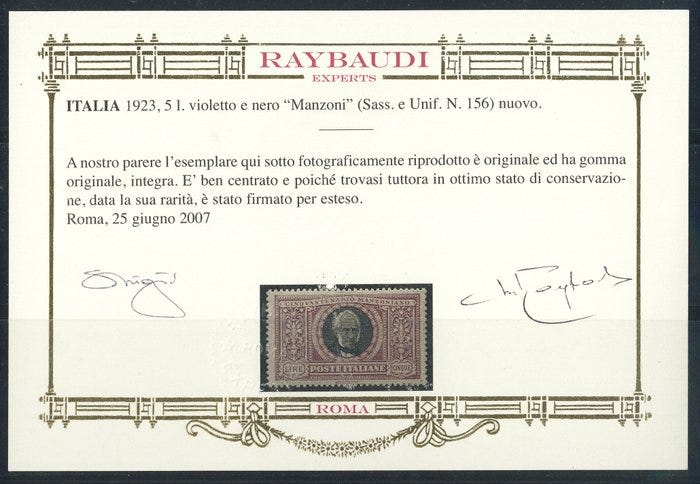 RAYBAUDI
EXPERTS
ITALIA 1923, 5 l. violetto e nero “Manzoni” (Sass. e Unif. N. 156) nuovo.
A nostro parere l’esemplare qui sotto fotograficamente riprodotto è originale ed ha gomma
originale, integra. E’ ben centrato e poiché trovasi tuttora in ottimo stato di conservazio-
ne, data la sua rarità, è stato firmato per esteso.
Roma, 25 giugno 2007
CINQVANTENARIO MANZONIANO
LIRE
POSTE ITALIANE
CINQVE
ROMA